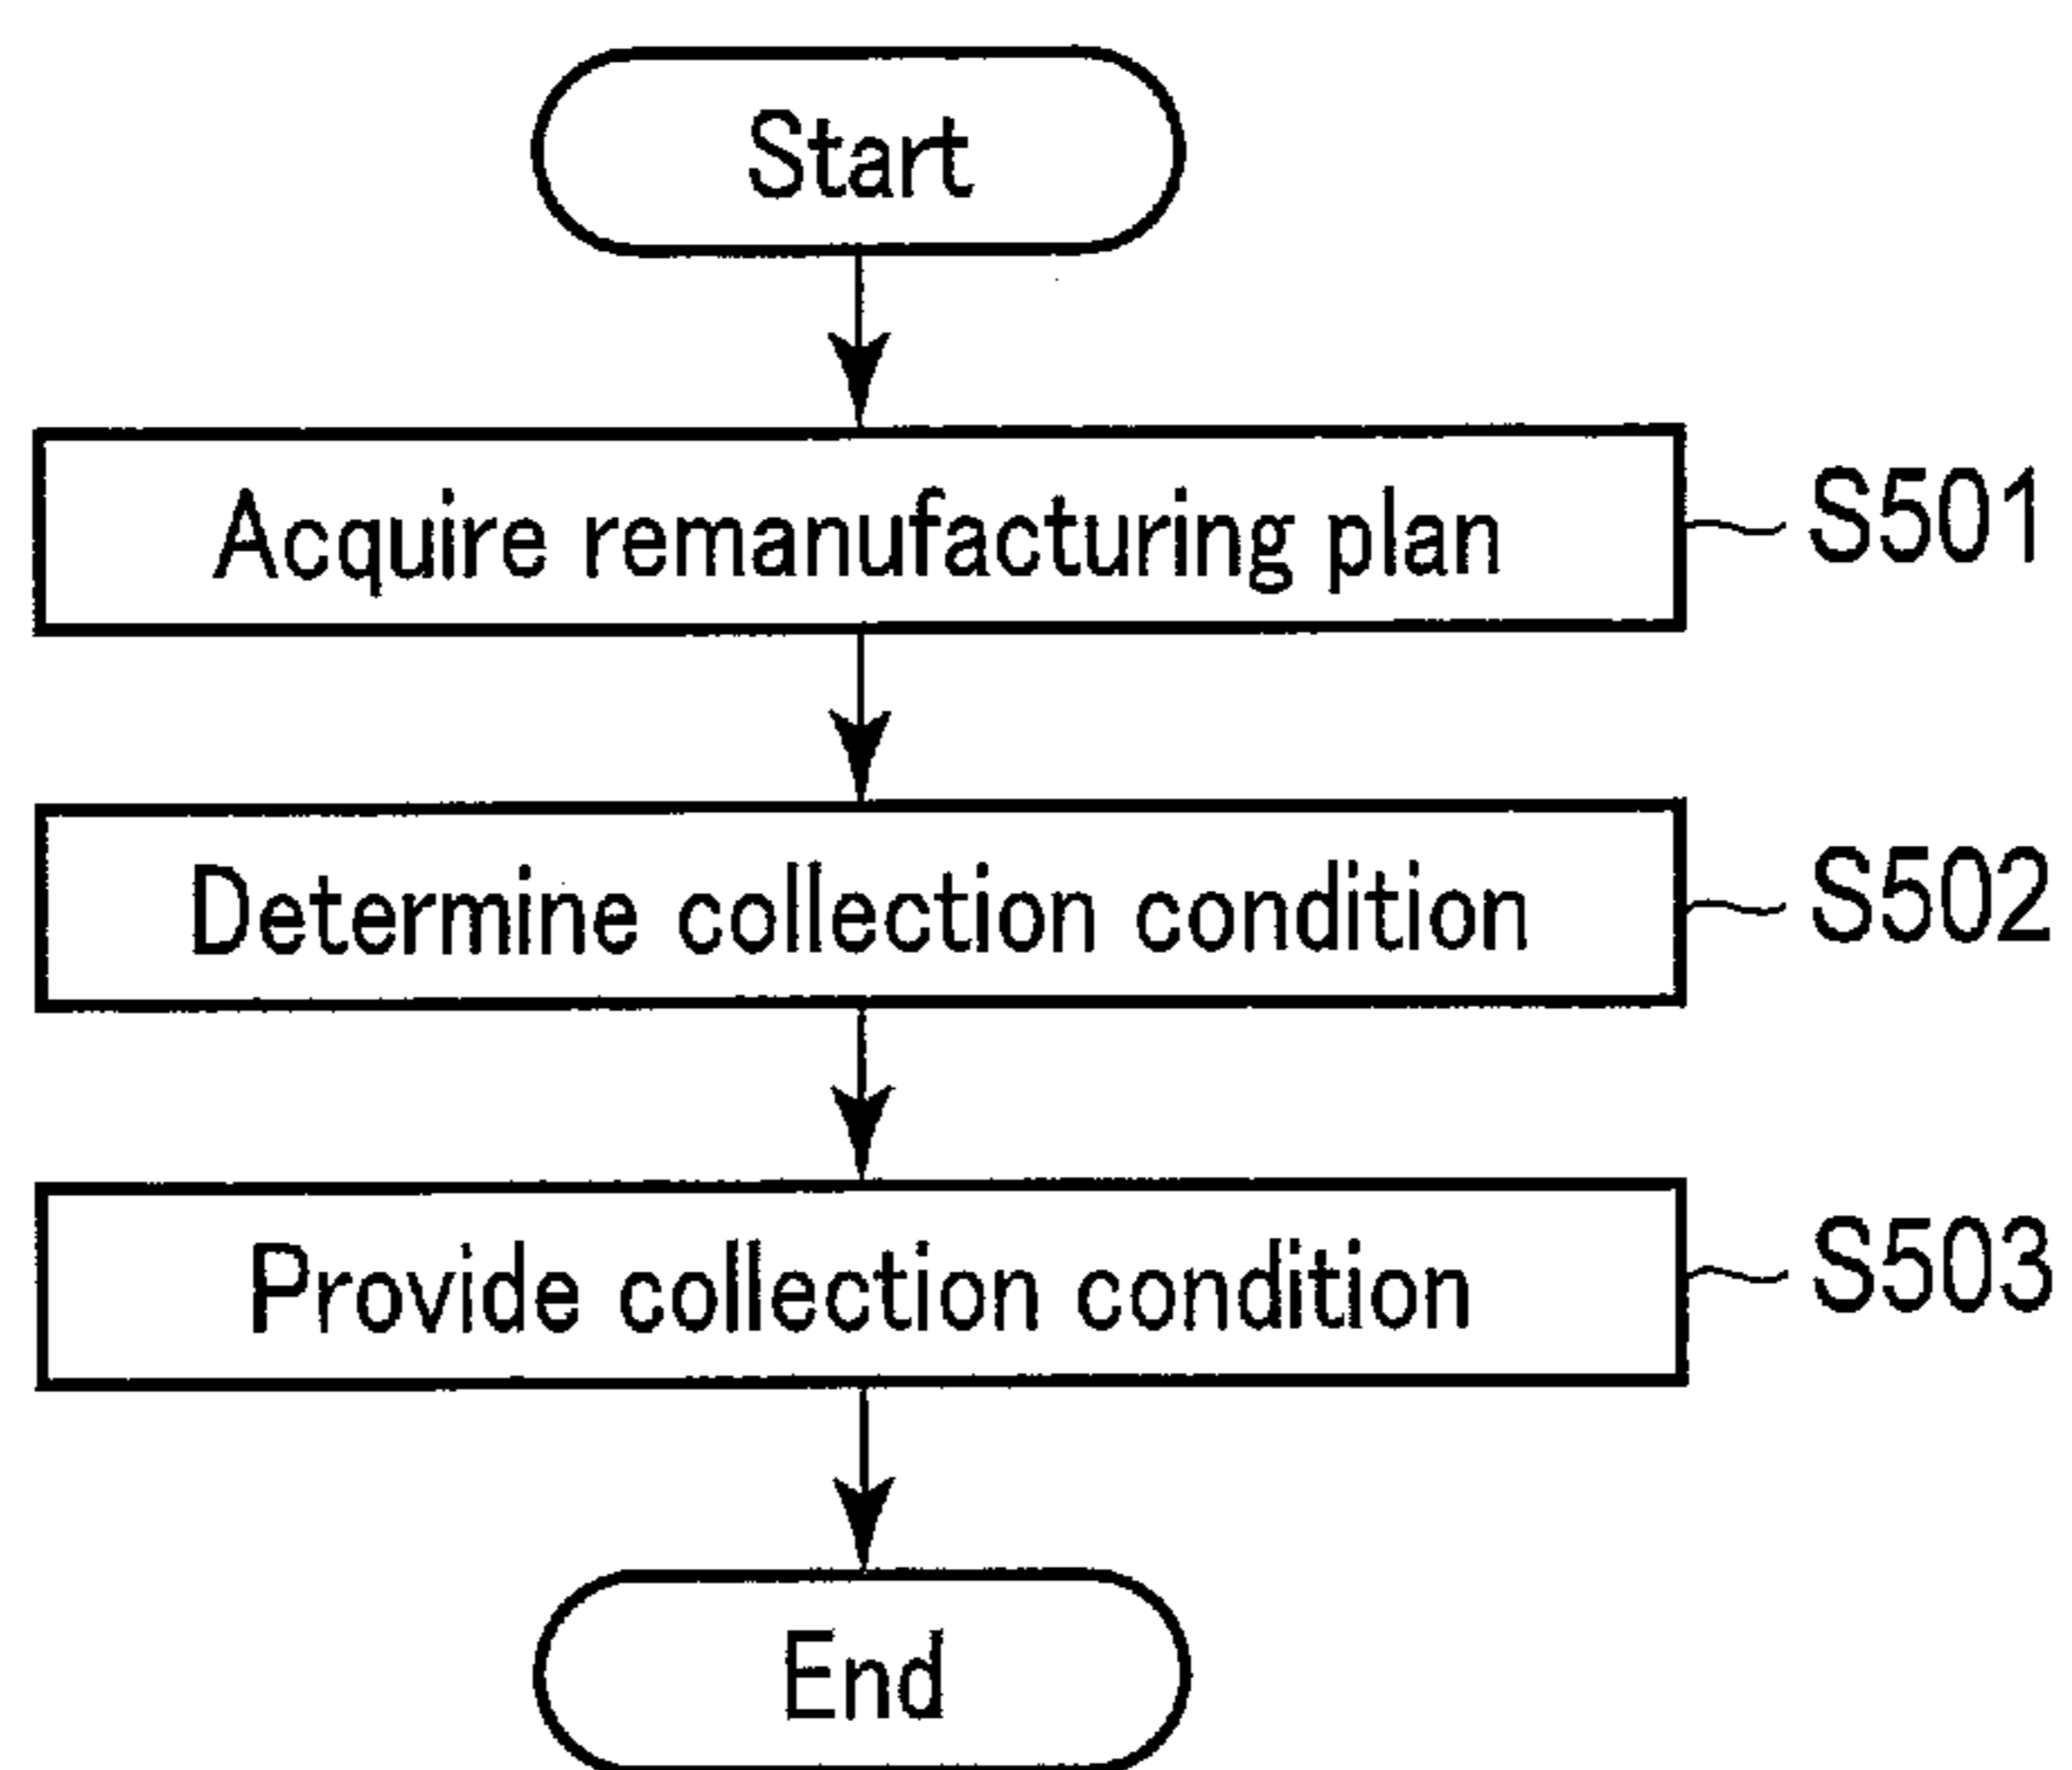 Start
Acquire remanufacturing plan
S501
Determine collection condition
S502
Provide collection condition
S503
End